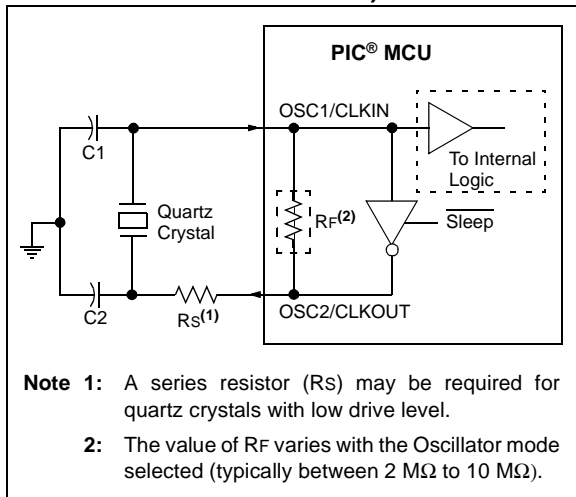 PIC® MCU
OSC1/CLKIN
C1
To Internal
Logic
Quartz
Crystal
RF(2)
Sleep
C2
RS(1)
OSC2/CLKOUT
Note 1: A series resistor (RS) may be required for
quartz crystals with low drive level.
2: The value of RF varies with the Oscillator mode
selected (typically between 2 MΩ to 10 MΩ).